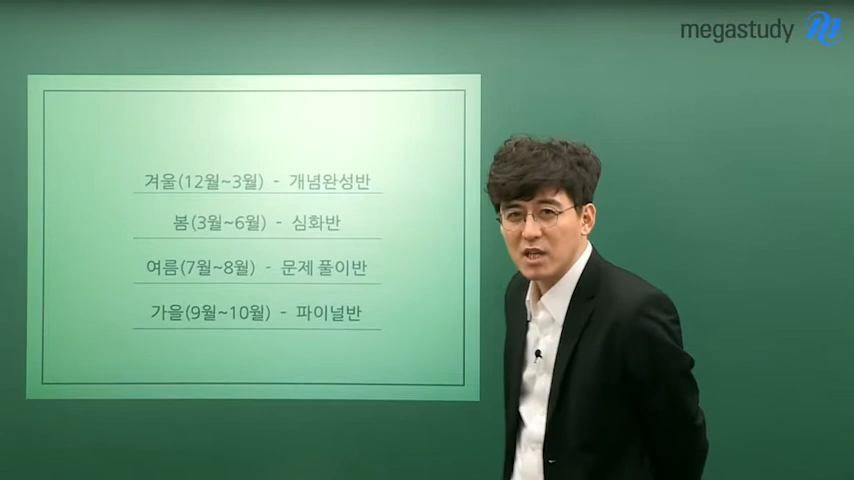 megastudy
겨울(12월~3월) - 개념완성반
봄(3월~6월) - 심화반
여름(7월~8월) - 문제 풀이반
가을(9월~10월) - 파이널반